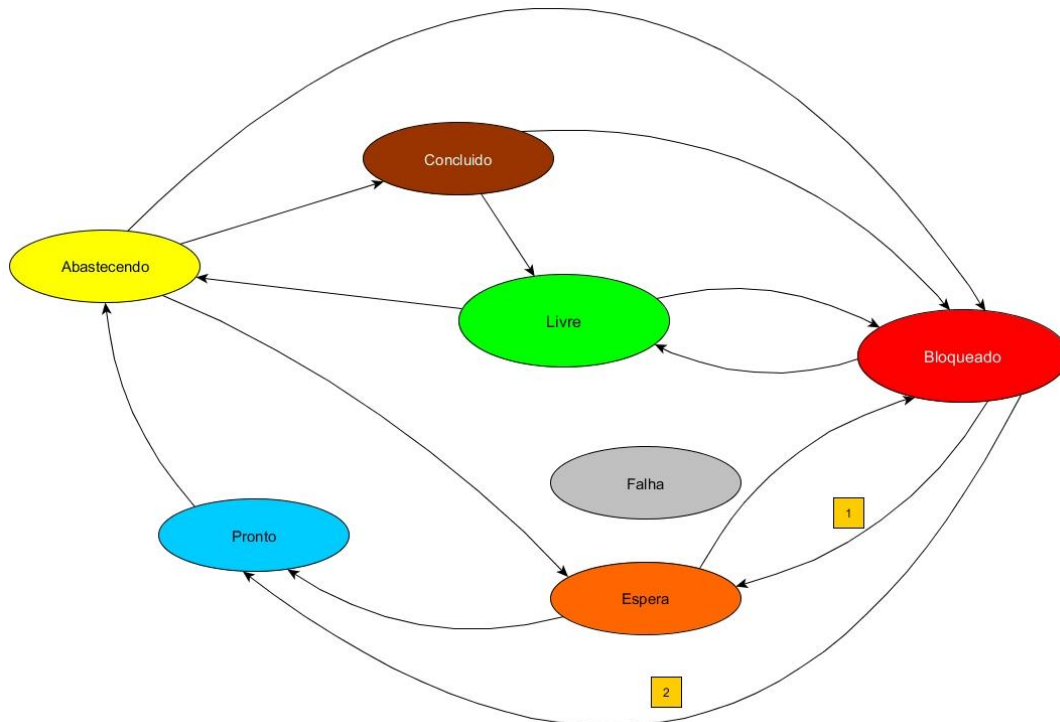 Concluido
Abastecendo
Livre
Bloqueado
Falha
1
Pronto
Espera
2